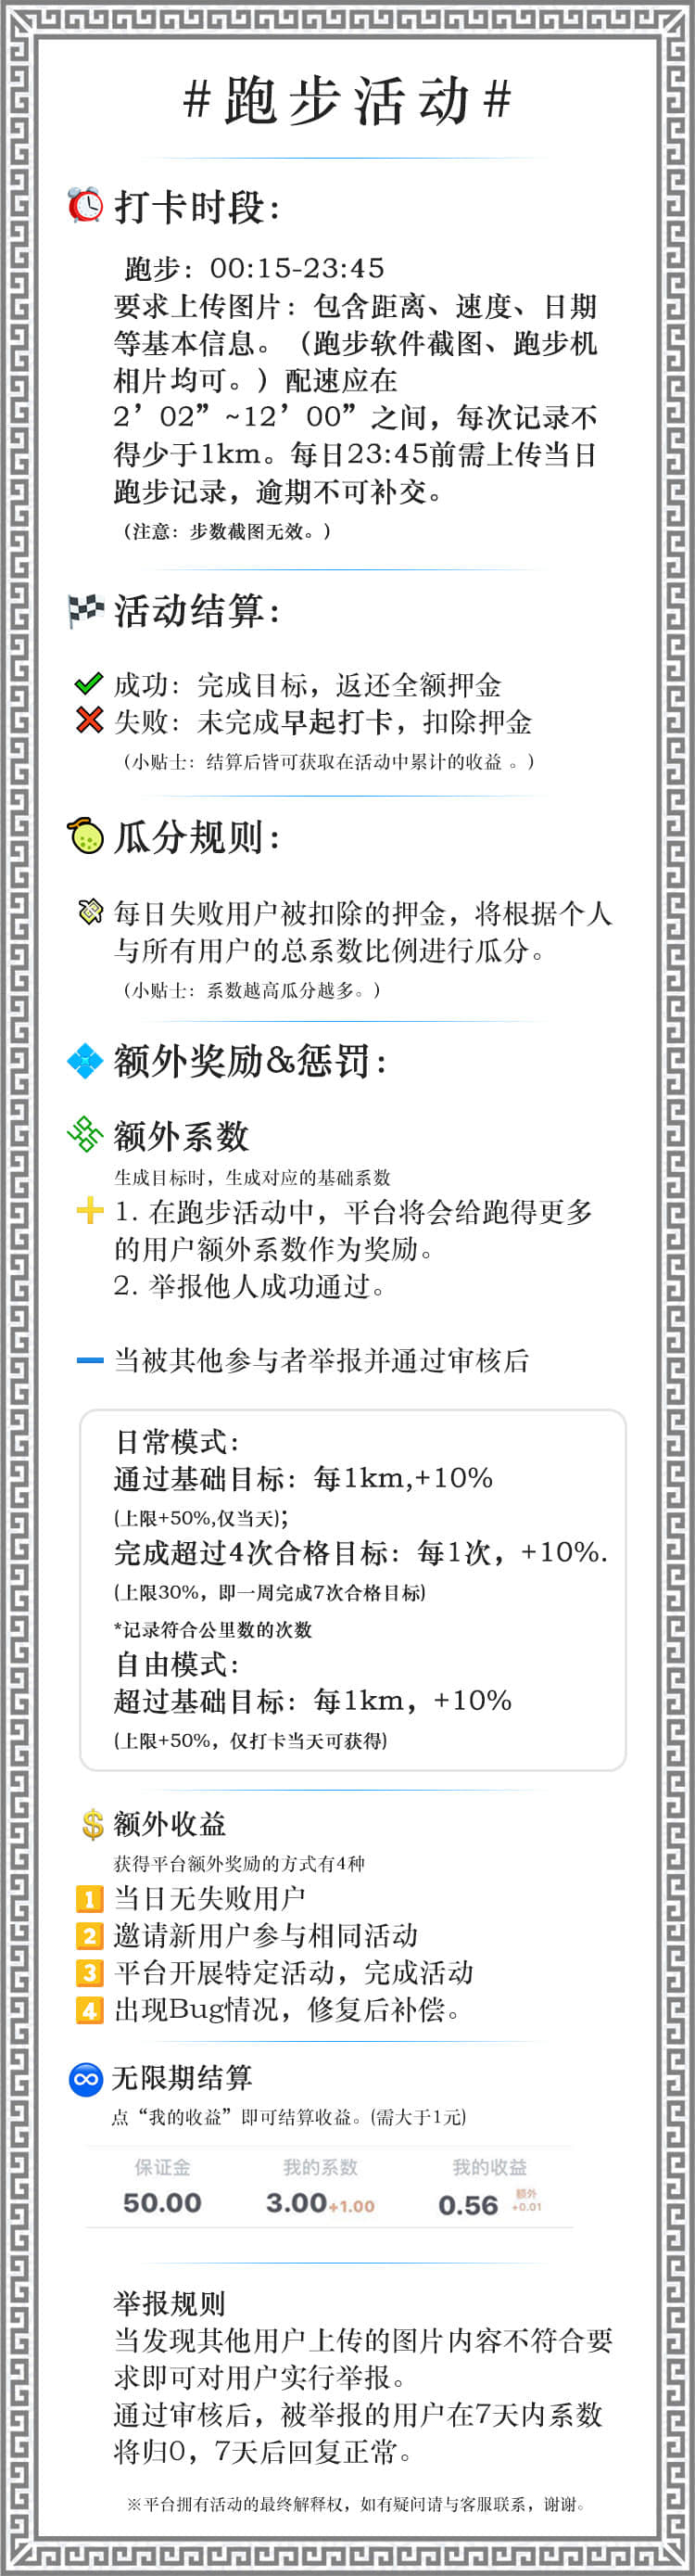 #跑步活动#
打卡时段：
跑步：00:15-23:45
要求上传图片：包含距离、速度、日期
等基本信息。（跑步软件截图、跑步机
相片均可。）配速应在
2’02”~12’00”之间，每次记录不
得少于1km。每日23:45前需上传当日
跑步记录，逾期不可补交。
（注意：步数截图无效。）
活动结算：
成功：完成目标，返还全额押金
失败：未完成早起打卡，扣除押金
（小贴士：结算后皆可获取在活动中累计的收益 。）
瓜分规则：
每日失败用户被扣除的押金，将根据个人
与所有用户的总系数比例进行瓜分。
（小贴士：系数越高瓜分越多。）
额外奖励&惩罚：
额外系数
生成目标时，生成对应的基础系数
1. 在跑步活动中，平台将会给跑得更多
的用户额外系数作为奖励。
2. 举报他人成功通过。
当被其他参与者举报并通过审核后
日常模式：
通过基础目标：每1km,+10%
(上限+50%,仅当天)；
完成超过4次合格目标：每1次，+10%.
(上限30%，即一周完成7次合格目标)
*记录符合公里数的次数
自由模式：
超过基础目标：每1km，+10%
(上限+50%，仅打卡当天可获得)
额外收益
获得平台额外奖励的方式有4种
1 当日无失败用户
2 邀请新用户参与相同活动
3 平台开展特定活动，完成活动
4 出现Bug情况，修复后补偿。
无限期结算
点“我的收益”即可结算收益。(需大于1元)
保证金 我的系数 我的收益
50.00 3.00+1.00 0.56 额外+0.01
举报规则
当发现其他用户上传的图片内容不符合要
求即可对用户实行举报。
通过审核后，被举报的用户在7天内系数
将归0，7天后回复正常。
※平台拥有活动的最终解释权，如有疑问请与客服联系，谢谢。